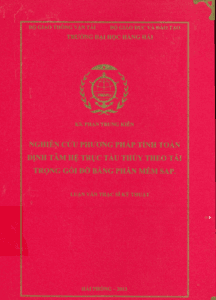 BỘ GIAO THÔNG VẬN TẢI BỘ GIÁO DỤC VÀ ĐÀO TẠO
TRƯỜNG ĐẠI HỌC HÀNG HẢI
KS. PHAN TRUNG KIÊN
NGHIÊN CỨU PHƯƠNG PHÁP TÍNH TOÁN
ĐỊNH TÂM HỆ TRỤC TÀU THỦY THEO TẢI
TRỌNG GỐI ĐỠ BẰNG PHẦN MỀM SAP
LUẬN VĂN THẠC SĨ KỸ THUẬT
HẢI PHÒNG